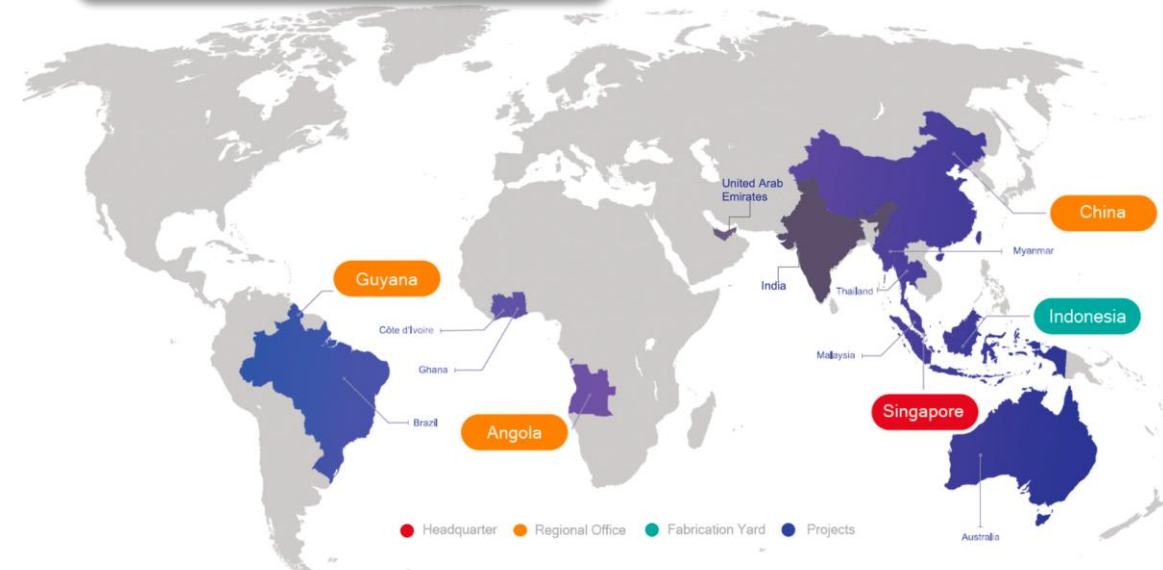 United Arab
Emirates
China
Myanmar
India
Thailand
Guyana
Indonesia
Côte d'Ivoire
Malaysia
Ghana
Singapore
Brazil
Angola
Headquarter
Regional Office
Fabrication Yard
Projects
Australia